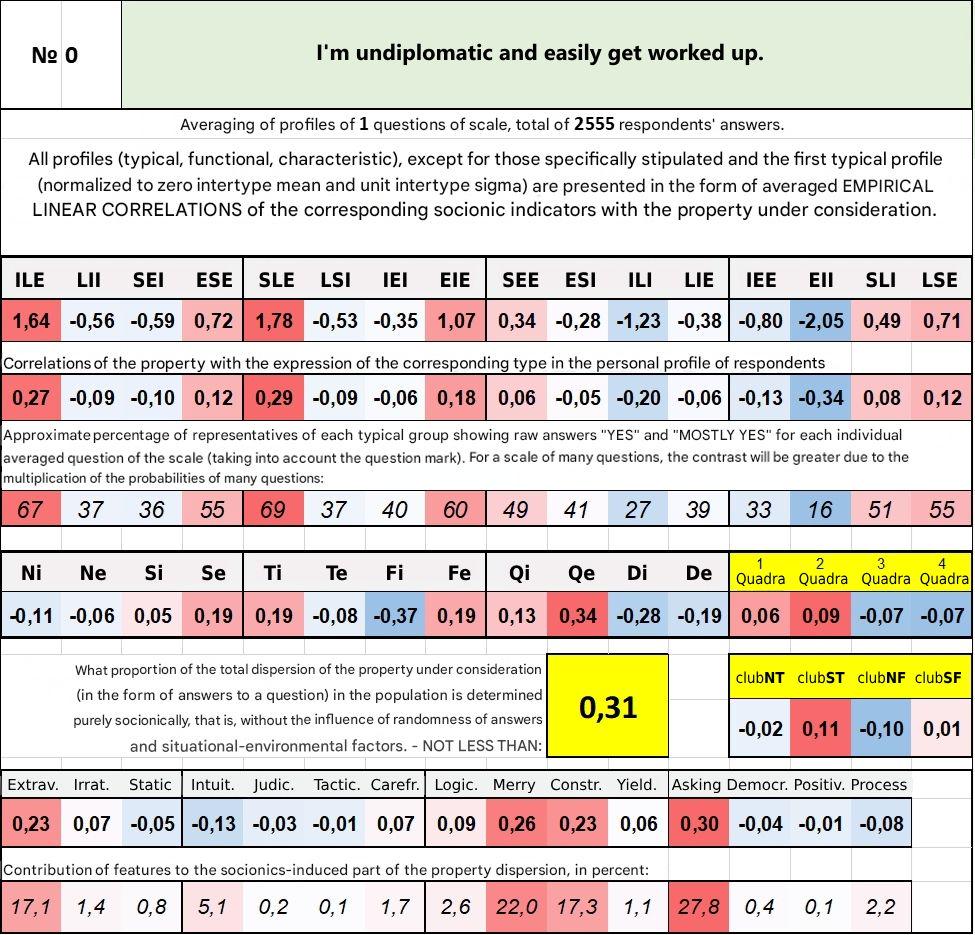 № 0
I'm undiplomatic and easily get worked up.
Averaging of profiles of 1 questions of scale, total of 2555 respondents' answers.
All profiles (typical, functional, characteristic), except for those specifically stipulated and the first typical profile
(normalized to zero intertype mean and unit intertype sigma) are presented in the form of averaged EMPIRICAL
LINEAR CORRELATIONS of the corresponding socionic indicators with the property under consideration.
ILE LII SEI ESE SLE LSI IEI EIE SEE ESI ILI LIE IEE EII SLI LSE
1,64 -0,56 -0,59 0,72 1,78 -0,53 -0,35 1,07 0,34 -0,28 -1,23 -0,38 -0,80 -2,05 0,49 0,71
Correlations of the property with the expression of the corresponding type in the personal profile of respondents
0,27 -0,09 -0,10 0,12 0,29 -0,09 -0,06 0,18 0,06 -0,05 -0,20 -0,06 -0,13 -0,34 0,08 0,12
Approximate percentage of representatives of each typical group showing raw answers "YES" and "MOSTLY YES" for each individual
averaged question of the scale (taking into account the question mark). For a scale of many questions, the contrast will be greater due to the
multiplication of the probabilities of many questions:
67 37 36 55 69 37 40 60 49 41 27 39 33 16 51 55
Ni Ne Si Se Ti Te Fi Fe Qi Qe Di De 1 Quadra 2 Quadra 3 Quadra 4 Quadra
-0,11 -0,06 0,05 0,19 0,19 -0,08 -0,37 0,19 0,13 0,34 -0,28 -0,19 0,06 0,09 -0,07 -0,07
What proportion of the total dispersion of the property under consideration
(in the form of answers to a question) in the population is determined
purely socionically, that is, without the influence of randomness of answers
and situational-environmental factors. - NOT LESS THAN:
0,31
clubNT clubST clubNF clubSF
-0,02 0,11 -0,10 0,01
Extrav. Irrat. Static Intuit. Judic. Tactic. Carefr. Logic. Merry Constr. Yield. Asking Democr. Positiv. Process
0,23 0,07 -0,05 -0,13 -0,03 -0,01 0,07 0,09 0,26 0,23 0,06 0,30 -0,04 -0,01 -0,08
Contribution of features to the socionics-induced part of the property dispersion, in percent:
17,1 1,4 0,8 5,1 0,2 0,1 1,7 2,6 22,0 17,3 1,1 27,8 0,4 0,1 2,2